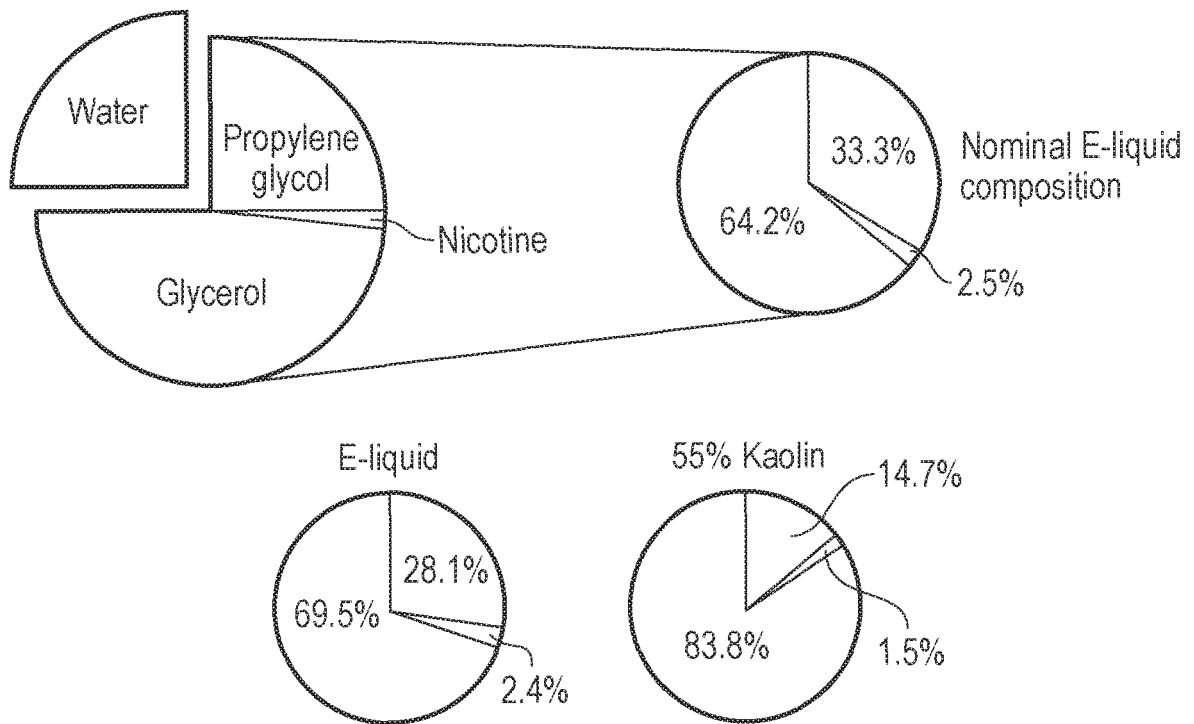 Water
Propylene
glycol
Nicotine
Glycerol
33.3%
64.2%
2.5%
Nominal E-liquid
composition
E-liquid
28.1%
69.5%
2.4%
55% Kaolin
14.7%
83.8%
1.5%